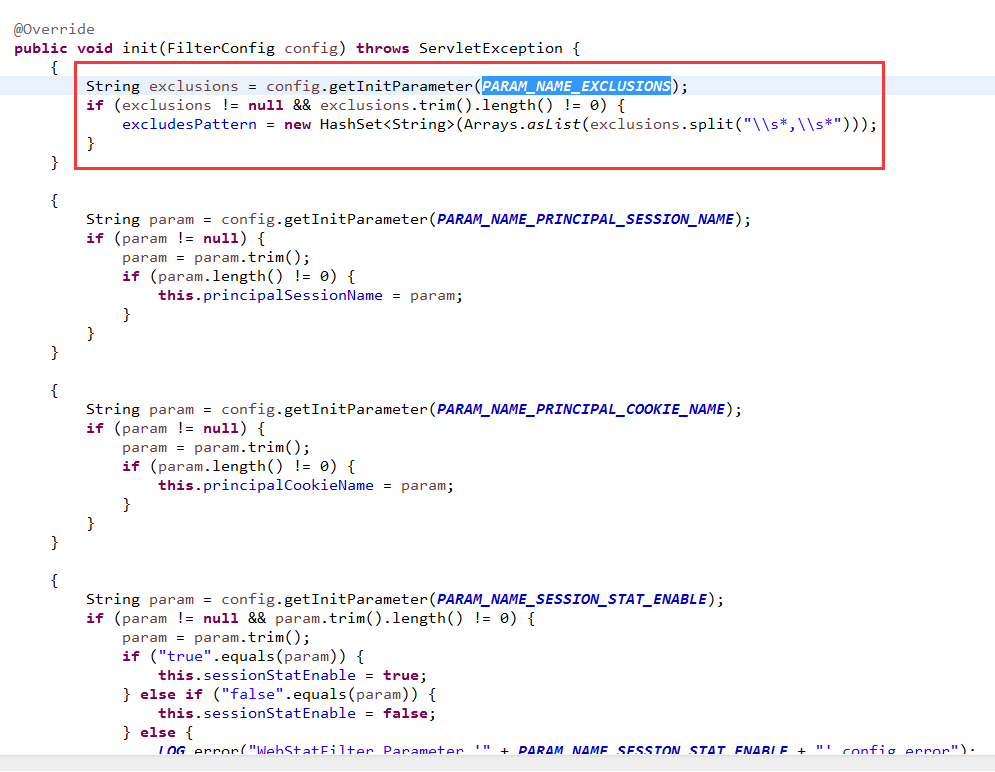 @Override
public void init(FilterConfig config) throws ServletException {
{
String exclusions = config.getInitParameter(PARAM_NAME_EXCLUSIONS);
if (exclusions != null && exclusions.trim().length() != 0) {
excludesPattern = new HashSet<String>(Arrays.asList(exclusions.split("\\s*,\\s*")));
}
}
{
String param = config.getInitParameter(PARAM_NAME_PRINCIPAL_SESSION_NAME);
if (param != null) {
param = param.trim();
if (param.length() != 0) {
this.principalSessionName = param;
}
}
}
{
String param = config.getInitParameter(PARAM_NAME_PRINCIPAL_COOKIE_NAME);
if (param != null) {
param = param.trim();
if (param.length() != 0) {
this.principalCookieName = param;
}
}
}
{
String param = config.getInitParameter(PARAM_NAME_SESSION_STAT_ENABLE);
if (param != null && param.trim().length() != 0) {
param = param.trim();
if ("true".equals(param)) {
this.sessionStatEnable = true;
} else if ("false".equals(param)) {
this.sessionStatEnable = false;
} else {
LOG.error("WebStatFilter Parameter '" + PARAM_NAME_SESSION_STAT_ENABLE + "' config error");